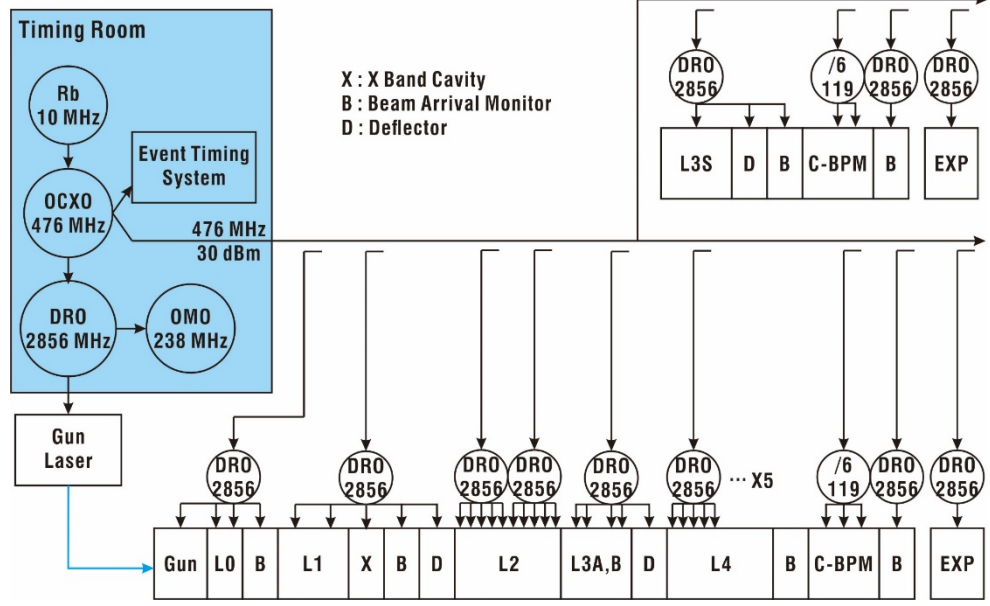 Timing Room
Rb
10 MHz
OCXO
476 MHz
Event Timing
System
476 MHz
30 dBm
DRO
2856 MHz
OMO
238 MHz
Gun
Laser
X : X Band Cavity
B : Beam Arrival Monitor
D : Deflector
DRO
2856
/6
119
DRO
2856
DRO
2856
L3S
D
B
C-BPM
B
EXP
DRO
2856
DRO
2856
DRO
2856
DRO
2856
DRO
2856
DRO
2856
··· X5
/6
119
DRO
2856
DRO
2856
Gun
L0
B
L1
X
B
D
L2
L3A,B
D
L4
B
C-BPM
B
EXP